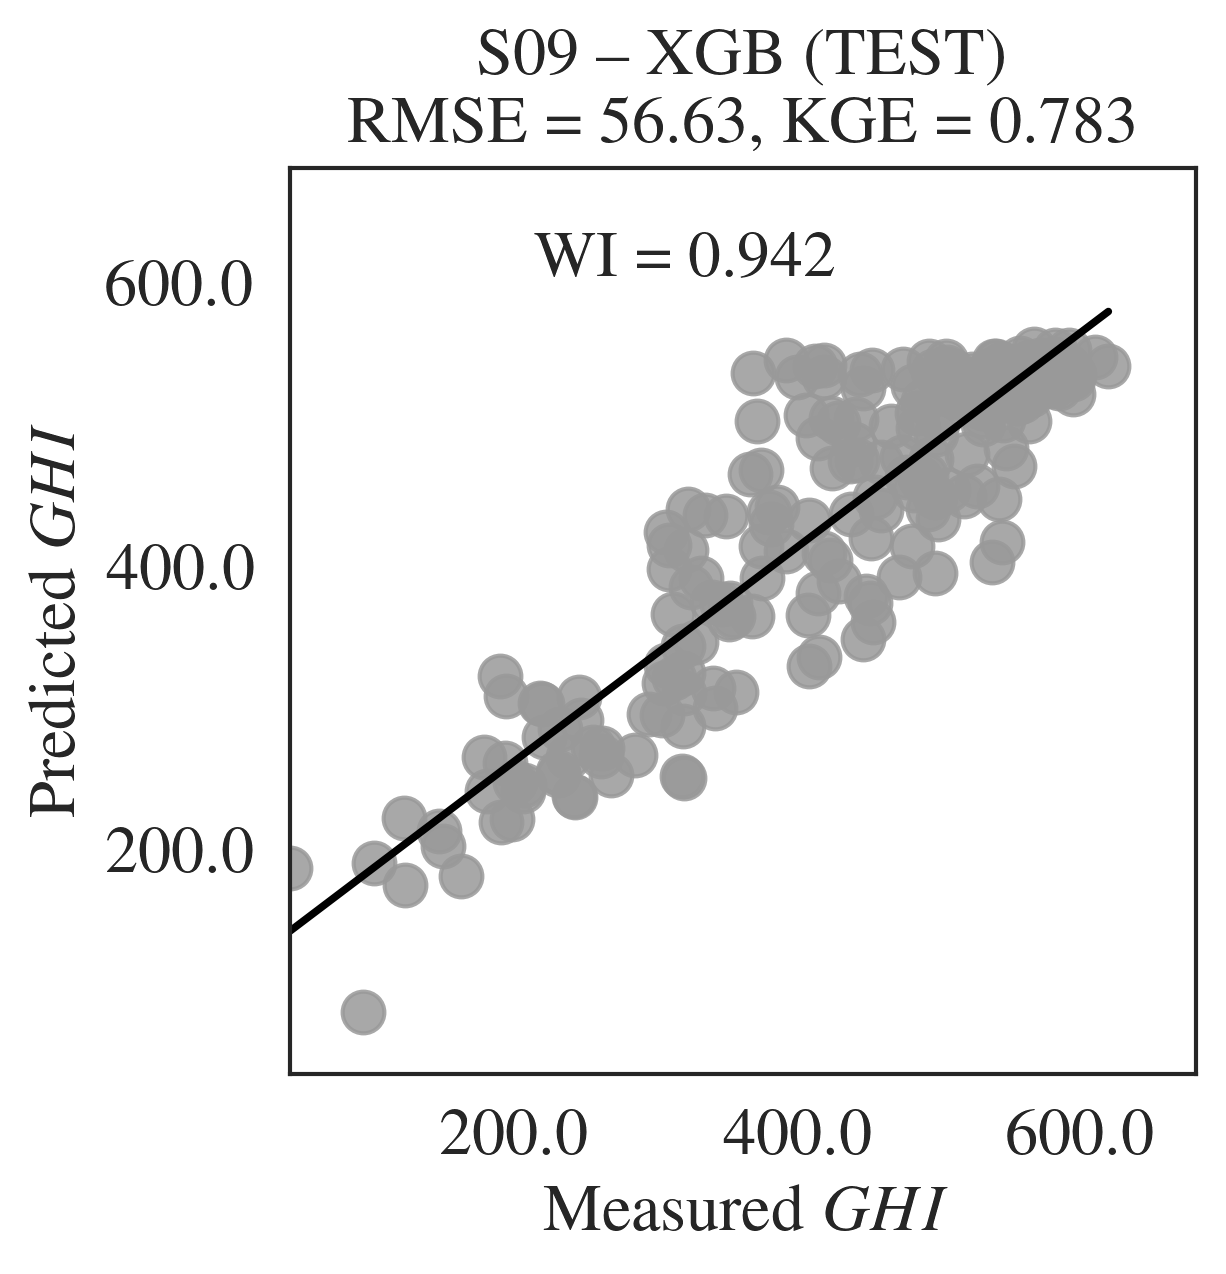 S09 – XGB (TEST)
RMSE = 56.63, KGE = 0.783
WI = 0.942
600.0
400.0
200.0
Predicted GHI
200.0 400.0 600.0
Measured GHI